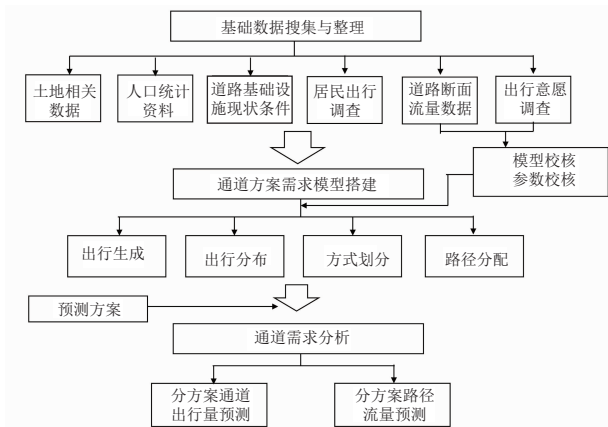 基础数据搜集与整理
土地相关
数据
人口统计
资料
道路基础设
施现状条件
居民出行
调查
道路断面
流量数据
出行意愿
调查
模型校核
参数校核
通道方案需求模型搭建
出行生成
出行分布
方式划分
路径分配
预测方案
通道需求分析
分方案通道
出行量预测
分方案路径
流量预测